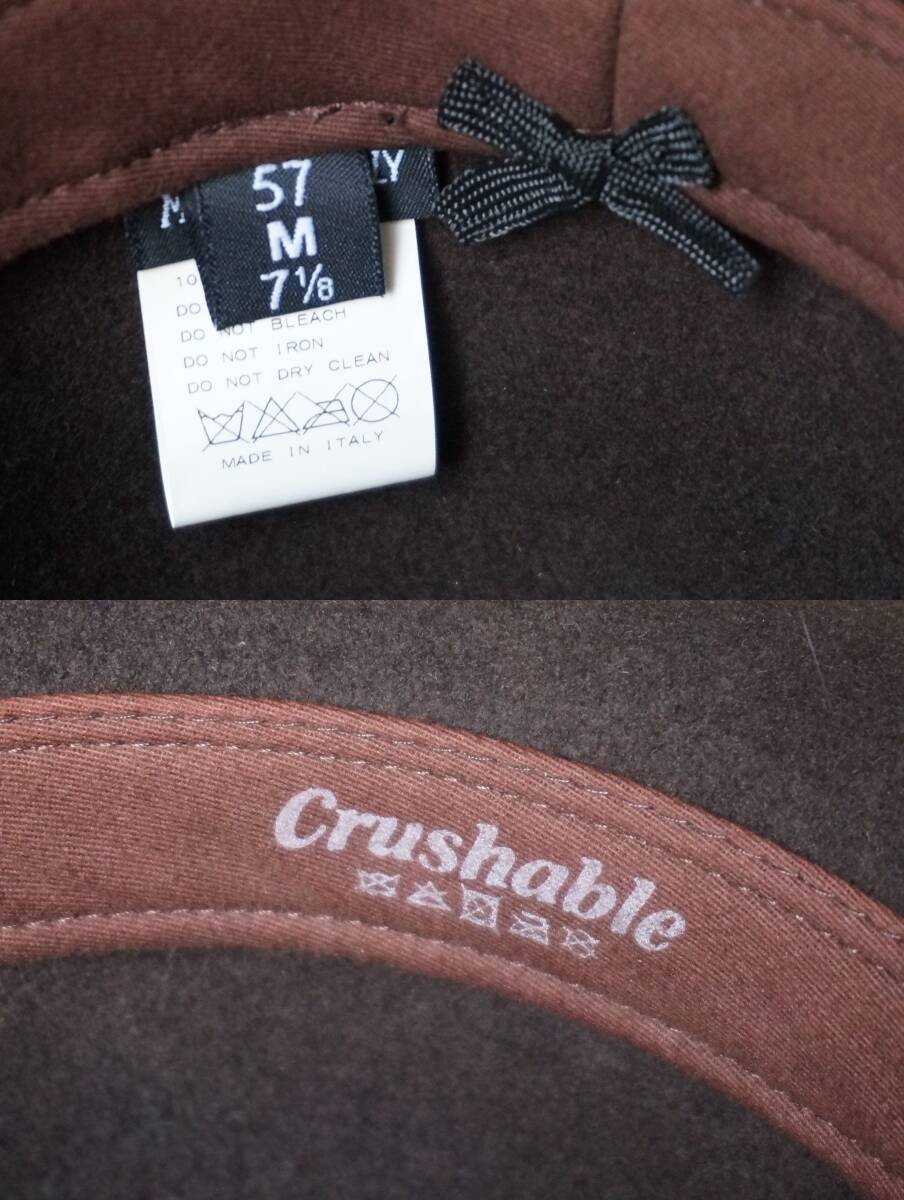 57
M
7⅛
DO NOT BLEACH
DO NOT IRON
DO NOT DRY CLEAN
MADE IN ITALY
Crushable